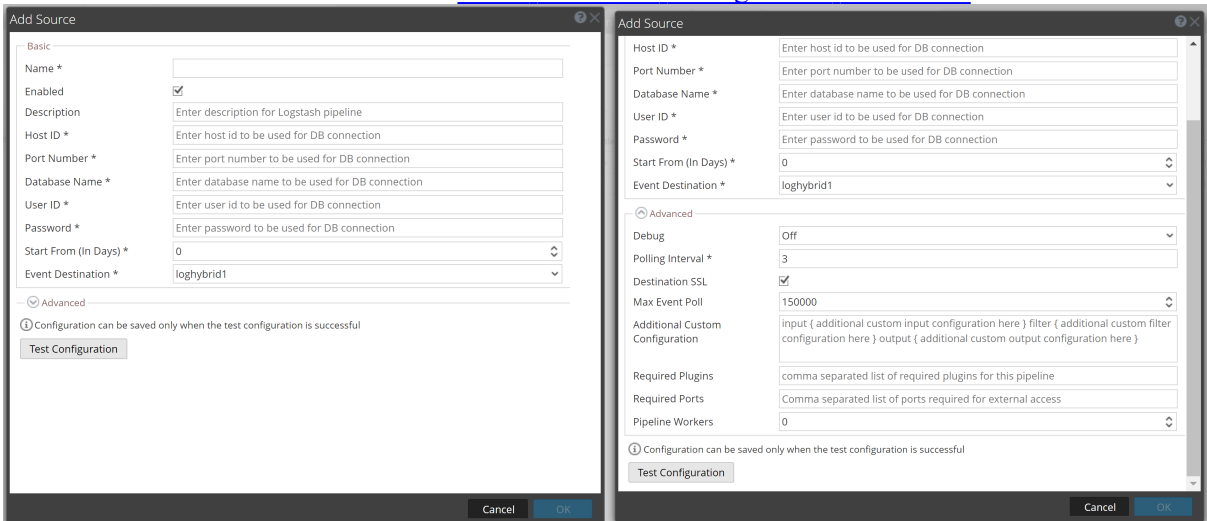 Add Source
Basic
Name *
Enabled
Description
Enter description for Logstash pipeline
Host ID *
Enter host id to be used for DB connection
Port Number *
Enter port number to be used for DB connection
Database Name *
Enter database name to be used for DB connection
User ID *
Enter user id to be used for DB connection
Password *
Enter password to be used for DB connection
Start From (In Days) *
0
Event Destination *
loghybrid1
Advanced
Configuration can be saved only when the test configuration is successful
Test Configuration
Cancel
OK
Add Source
Host ID *
Enter host id to be used for DB connection
Port Number *
Enter port number to be used for DB connection
Database Name *
Enter database name to be used for DB connection
User ID *
Enter user id to be used for DB connection
Password *
Enter password to be used for DB connection
Start From (In Days) *
0
Event Destination *
loghybrid1
Advanced
Debug
Off
Polling Interval *
3
Destination SSL
Max Event Poll
150000
Additional Custom
Configuration
input { additional custom input configuration here } filter { additional custom filter
configuration here } output { additional custom output configuration here }
Required Plugins
comma separated list of required plugins for this pipeline
Required Ports
Comma separated list of ports required for external access
Pipeline Workers
0
Configuration can be saved only when the test configuration is successful
Test Configuration
Cancel
OK